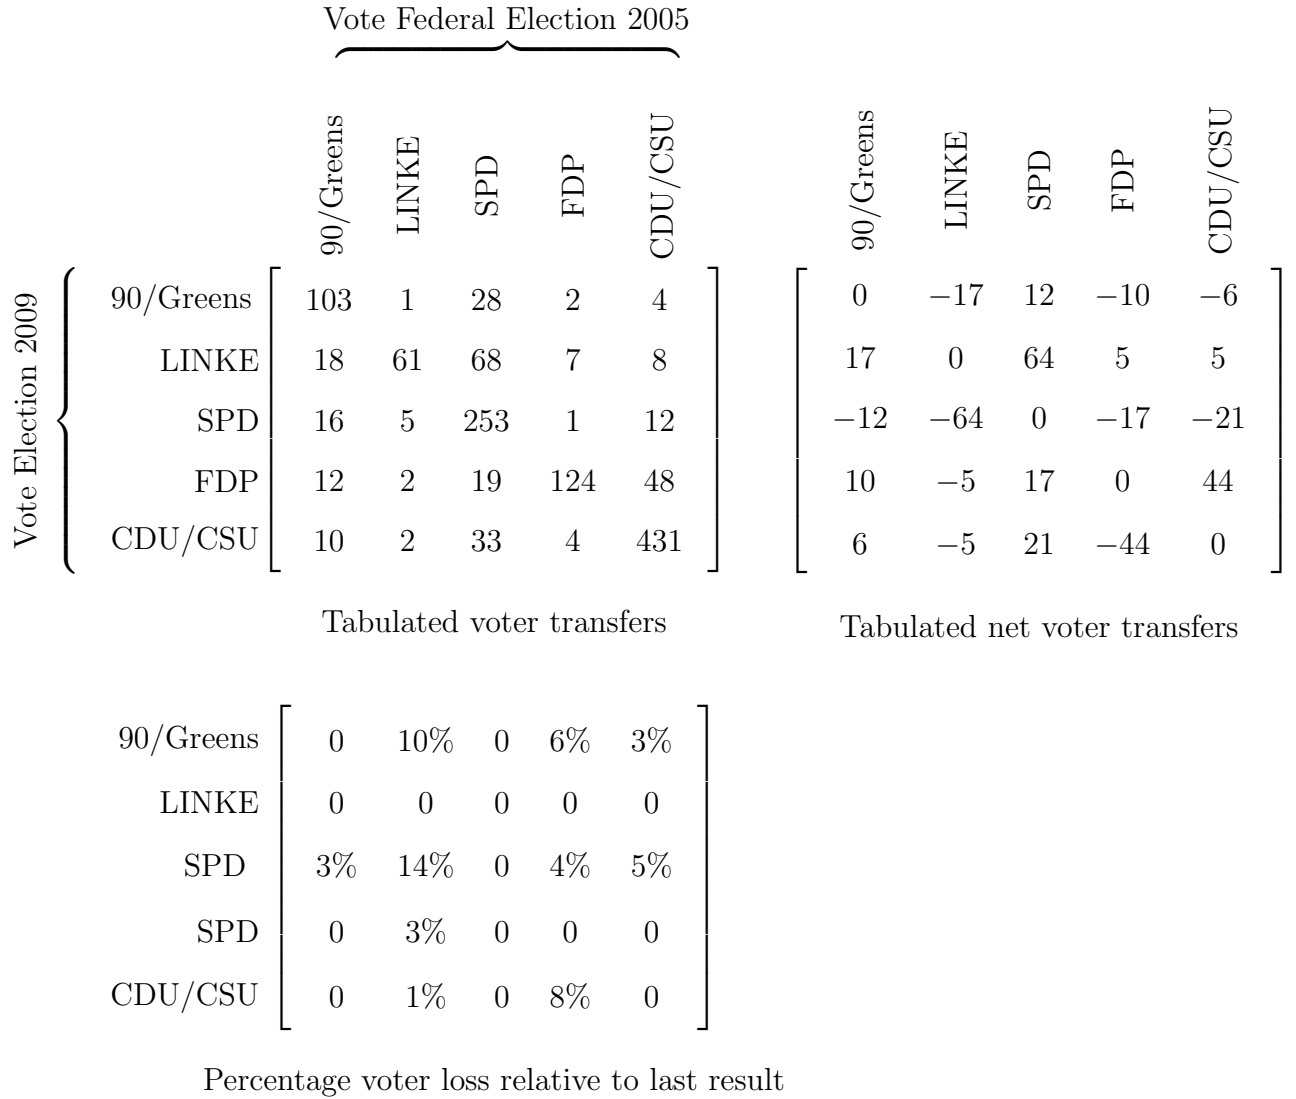 Vote Federal Election 2005
90/Greens LINKE SPD FDP CDU/CSU
90/Greens LINKE SPD FDP CDU/CSU
Vote Election 2009
90/Greens 103 1 28 2 4
LINKE 18 61 68 7 8
SPD 16 5 253 1 12
FDP 12 2 19 124 48
CDU/CSU 10 2 33 4 431
Tabulated voter transfers
0 −17 12 −10 −6
17 0 64 5 5
−12 −64 0 −17 −21
10 −5 17 0 44
6 −5 21 −44 0
Tabulated net voter transfers
90/Greens 0 10% 0 6% 3%
LINKE 0 0 0 0 0
SPD 3% 14% 0 4% 5%
SPD 0 3% 0 0 0
CDU/CSU 0 1% 0 8% 0
Percentage voter loss relative to last result